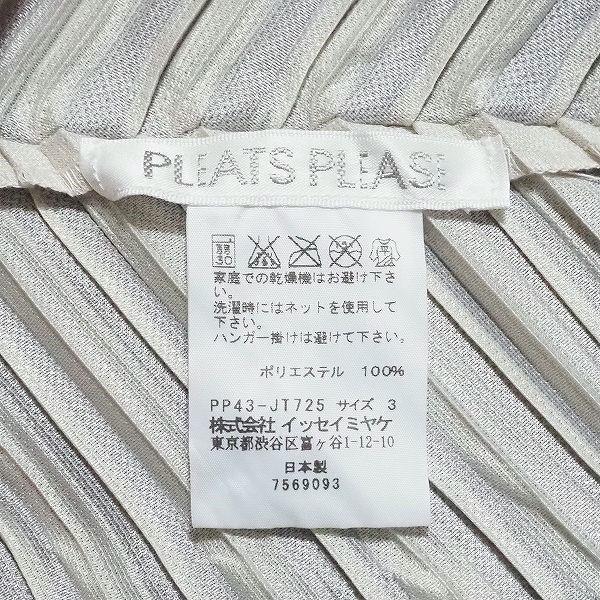 PLEATS PLEASE
弱
30
家庭での乾燥機はお避け下さ
い。
洗濯時にはネットを使用して
下さい。
ハンガー掛けは避けて下さい。
ポリエステル 100%
PP43-JT725 サイズ 3
株式会社 イッセイミヤケ
東京都渋谷区富ヶ谷1-12-10
日本製
7569093